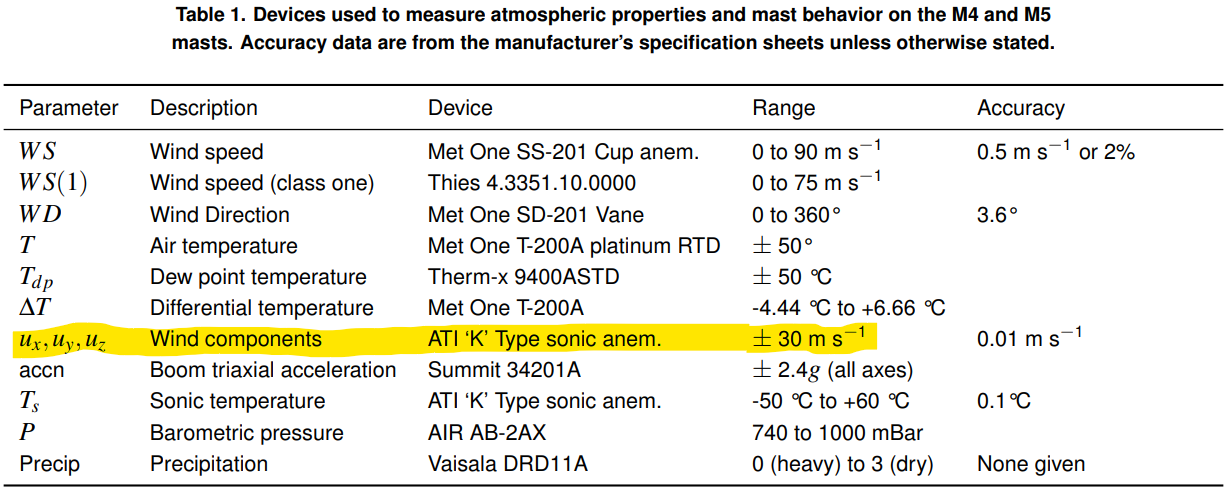 Table 1. Devices used to measure atmospheric properties and mast behavior on the M4 and M5
masts. Accuracy data are from the manufacturer's specification sheets unless otherwise stated.
Parameter Description Device Range Accuracy
WS Wind speed Met One SS-201 Cup anem. 0 to 90 m s⁻¹ 0.5 m s⁻¹ or 2%
WS(1) Wind speed (class one) Thies 4.3351.10.0000 0 to 75 m s⁻¹
WD Wind Direction Met One SD-201 Vane 0 to 360° 3.6°
T Air temperature Met One T-200A platinum RTD ± 50°
T_dp Dew point temperature Therm-x 9400ASTD ± 50 °C
ΔT Differential temperature Met One T-200A -4.44 °C to +6.66 °C
u_x, u_y, u_z Wind components ATI ‘K’ Type sonic anem. ± 30 m s⁻¹ 0.01 m s⁻¹
accn Boom triaxial acceleration Summit 34201A ± 2.4g (all axes)
T_s Sonic temperature ATI ‘K’ Type sonic anem. -50 °C to +60 °C 0.1°C
P Barometric pressure AIR AB-2AX 740 to 1000 mBar
Precip Precipitation Vaisala DRD11A 0 (heavy) to 3 (dry) None given